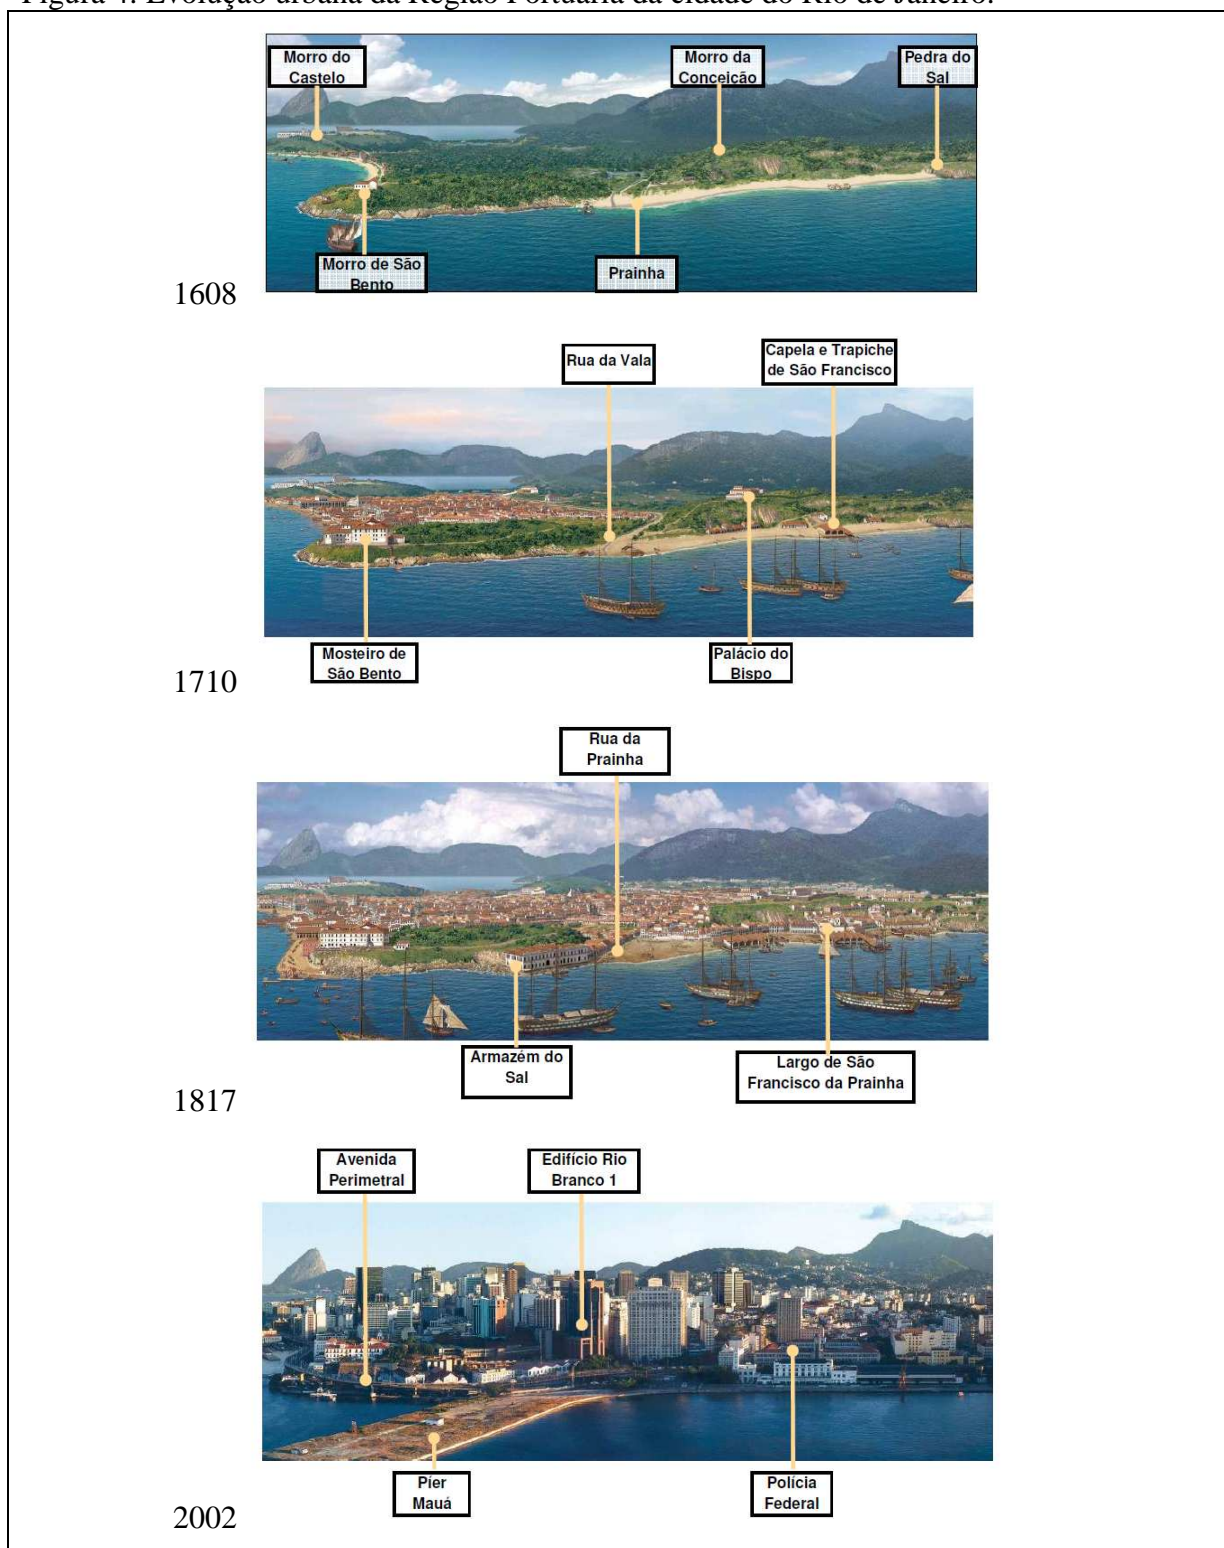 Figura 4: Evolução urbana da Região Portuária da cidade do Rio de Janeiro.
Morro do
Castelo
Morro da
Conceição
Pedra do
Sal
Morro de São
Bento
Prainha
1608
Rua da Vala
Capela e Trapiche
de São Francisco
Mosteiro de
São Bento
Palácio do
Bispo
1710
Rua da
Prainha
Armazém do
Sal
Largo de São
Francisco da Prainha
1817
Avenida
Perimetral
Edifício Rio
Branco 1
Píer
Mauá
Polícia
Federal
2002